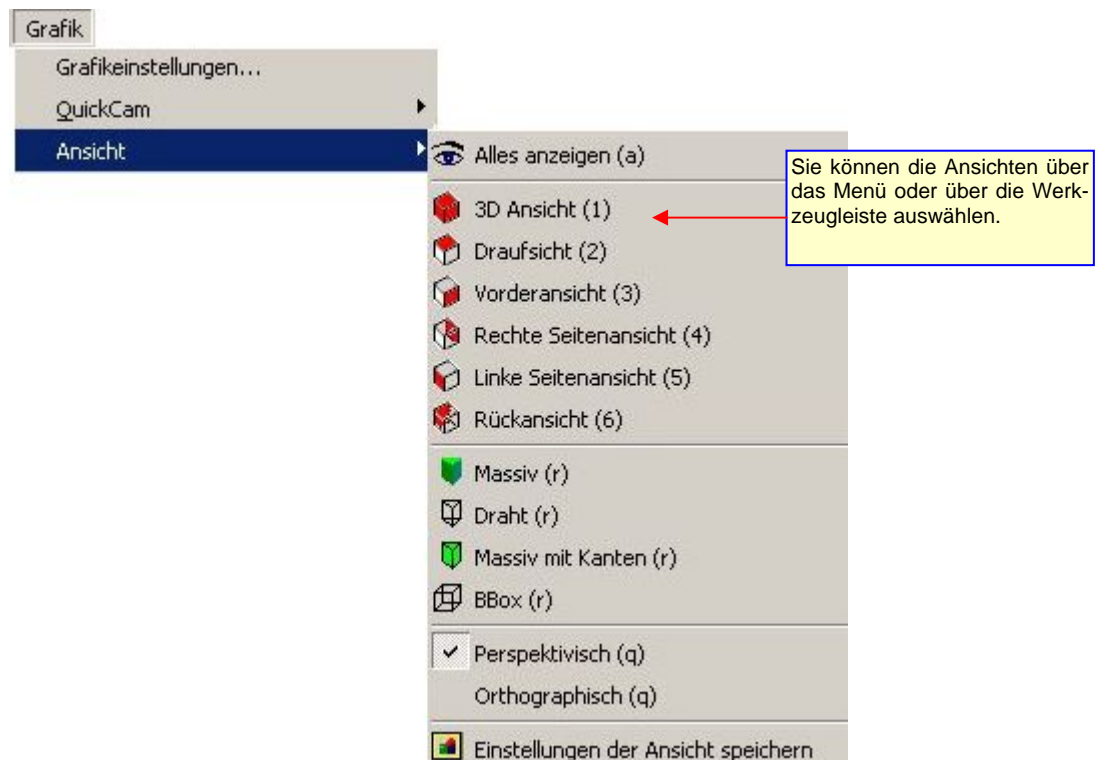 Grafik
Grafikeinstellungen...
QuickCam
Ansicht
Alles anzeigen (a)
3D Ansicht (1)
Draufsicht (2)
Vorderansicht (3)
Rechte Seitenansicht (4)
Linke Seitenansicht (5)
Rückansicht (6)
Massiv (r)
Draht (r)
Massiv mit Kanten (r)
BBox (r)
Perspektivisch (q)
Orthographisch (q)
Einstellungen der Ansicht speichern
Sie können die Ansichten über
das Menü oder über die Werk-
zeugleiste auswählen.